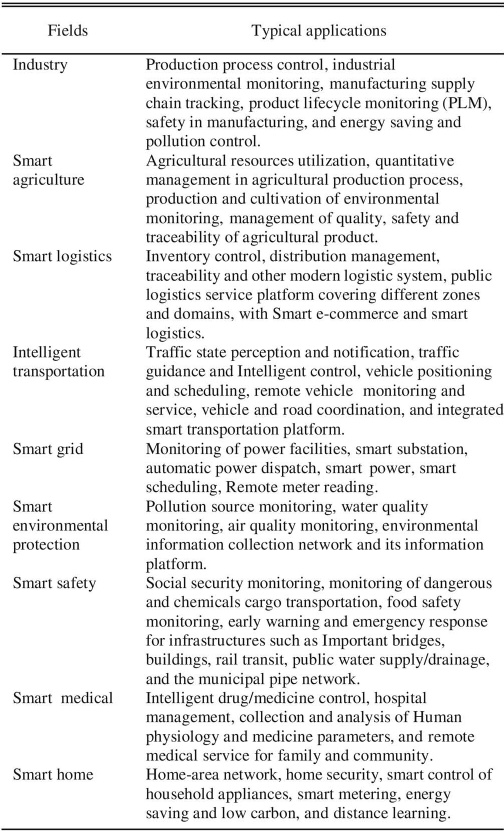 Fields Typical applications
Industry Production process control, industrial
environmental monitoring, manufacturing supply
chain tracking, product lifecycle monitoring (PLM),
safety in manufacturing, and energy saving and
pollution control.
Smart Agricultural resources utilization, quantitative
agriculture management in agricultural production process,
production and cultivation of environmental
monitoring, management of quality, safety and
traceability of agricultural product.
Smart logistics Inventory control, distribution management,
traceability and other modern logistic system, public
logistics service platform covering different zones
and domains, with Smart e-commerce and smart
logistics.
Intelligent Traffic state perception and notification, traffic
transportation guidance and Intelligent control, vehicle positioning
and scheduling, remote vehicle monitoring and
service, vehicle and road coordination, and integrated
smart transportation platform.
Smart grid Monitoring of power facilities, smart substation,
automatic power dispatch, smart power, smart
scheduling, Remote meter reading.
Smart Pollution source monitoring, water quality
environmental monitoring, air quality monitoring, environmental
protection information collection network and its information
platform.
Smart safety Social security monitoring, monitoring of dangerous
and chemicals cargo transportation, food safety
monitoring, early warning and emergency response
for infrastructures such as Important bridges,
buildings, rail transit, public water supply/drainage,
and the municipal pipe network.
Smart medical Intelligent drug/medicine control, hospital
management, collection and analysis of Human
physiology and medicine parameters, and remote
medical service for family and community.
Smart home Home-area network, home security, smart control of
household appliances, smart metering, energy
saving and low carbon, and distance learning.